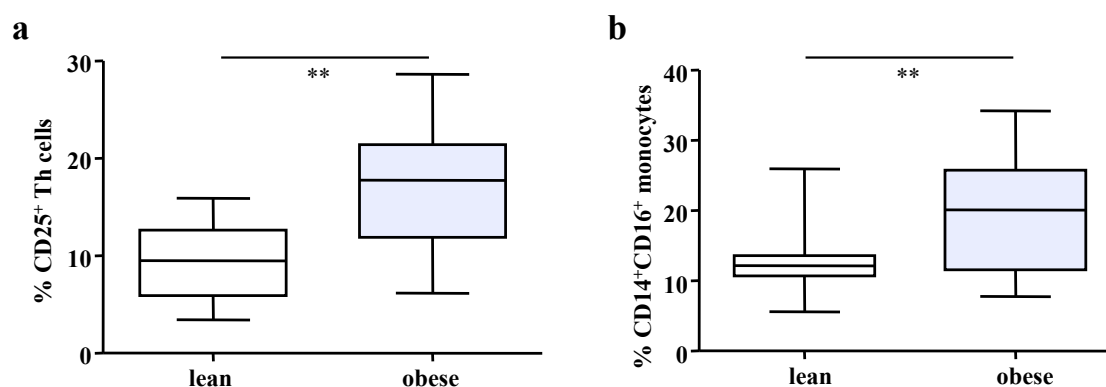 a
% CD25⁺ Th cells
30
20
10
0
**
lean
obese
b
% CD14⁺CD16⁺ monocytes
40
30
20
10
0
**
lean
obese